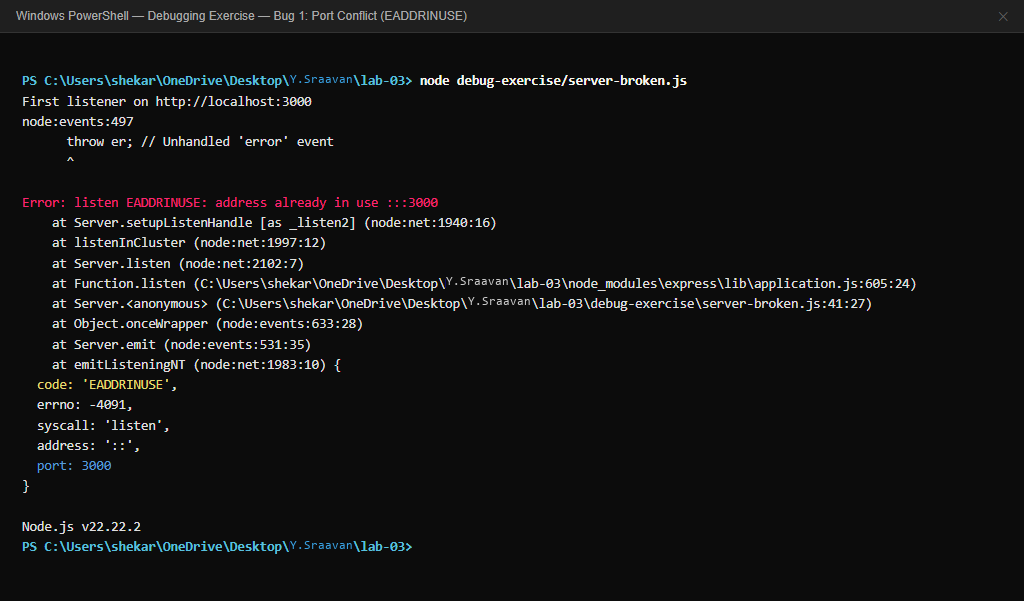 Windows PowerShell — Debugging Exercise — Bug 1: Port Conflict (EADDRINUSE)
PS C:\Users\shekar\OneDrive\Desktop\Y.Sraavan\lab-03> node debug-exercise/server-broken.js
First listener on http://localhost:3000
node:events:497
      throw er; // Unhandled 'error' event
      ^
Error: listen EADDRINUSE: address already in use :::3000
    at Server.setupListenHandle [as _listen2] (node:net:1940:16)
    at listenInCluster (node:net:1997:12)
    at Server.listen (node:net:2102:7)
    at Function.listen (C:\Users\shekar\OneDrive\Desktop\Y.Sraavan\lab-03\node_modules\express\lib\application.js:605:24)
    at Server.<anonymous> (C:\Users\shekar\OneDrive\Desktop\Y.Sraavan\lab-03\debug-exercise\server-broken.js:41:27)
    at Object.onceWrapper (node:events:633:28)
    at Server.emit (node:events:531:35)
    at emitListeningNT (node:net:1983:10) {
  code: 'EADDRINUSE',
  errno: -4091,
  syscall: 'listen',
  address: '::',
  port: 3000
}
Node.js v22.22.2
PS C:\Users\shekar\OneDrive\Desktop\Y.Sraavan\lab-03>